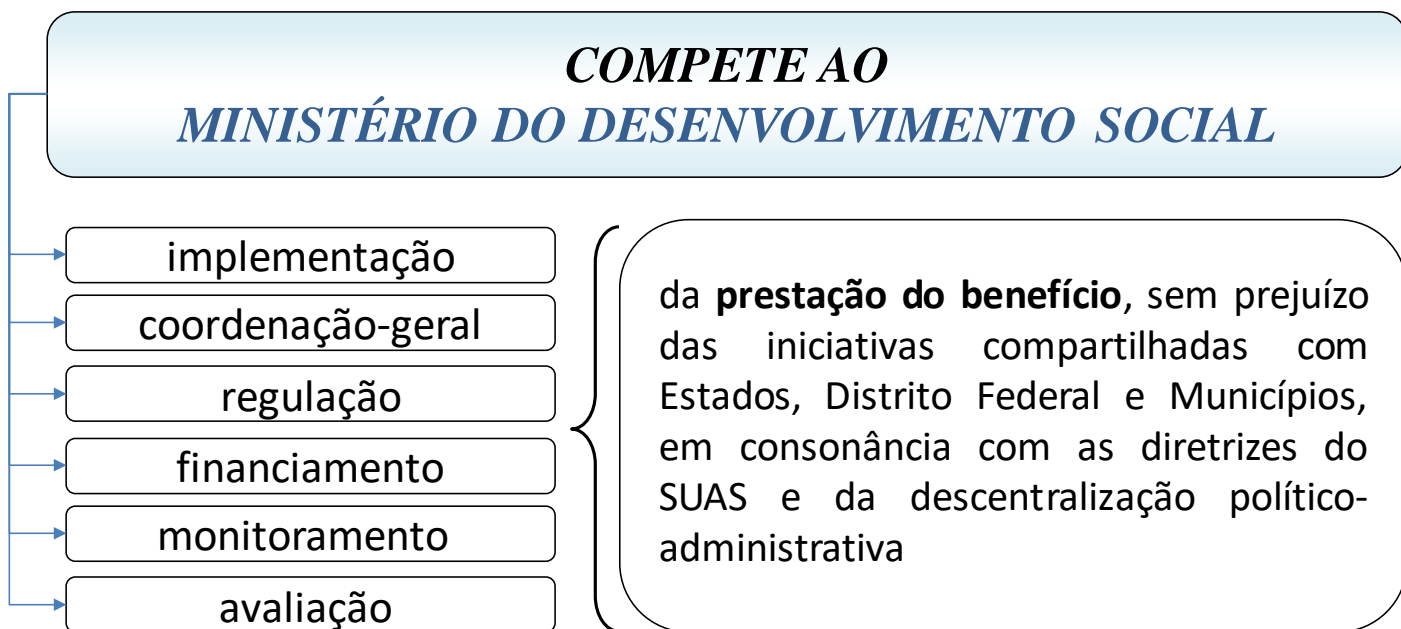 COMPETE AO
MINISTÉRIO DO DESENVOLVIMENTO SOCIAL
implementação
coordenação-geral
regulação
financiamento
monitoramento
avaliação
da prestação do benefício, sem prejuízo
das iniciativas compartilhadas com
Estados, Distrito Federal e Municípios,
em consonância com as diretrizes do
SUAS e da descentralização político-
administrativa